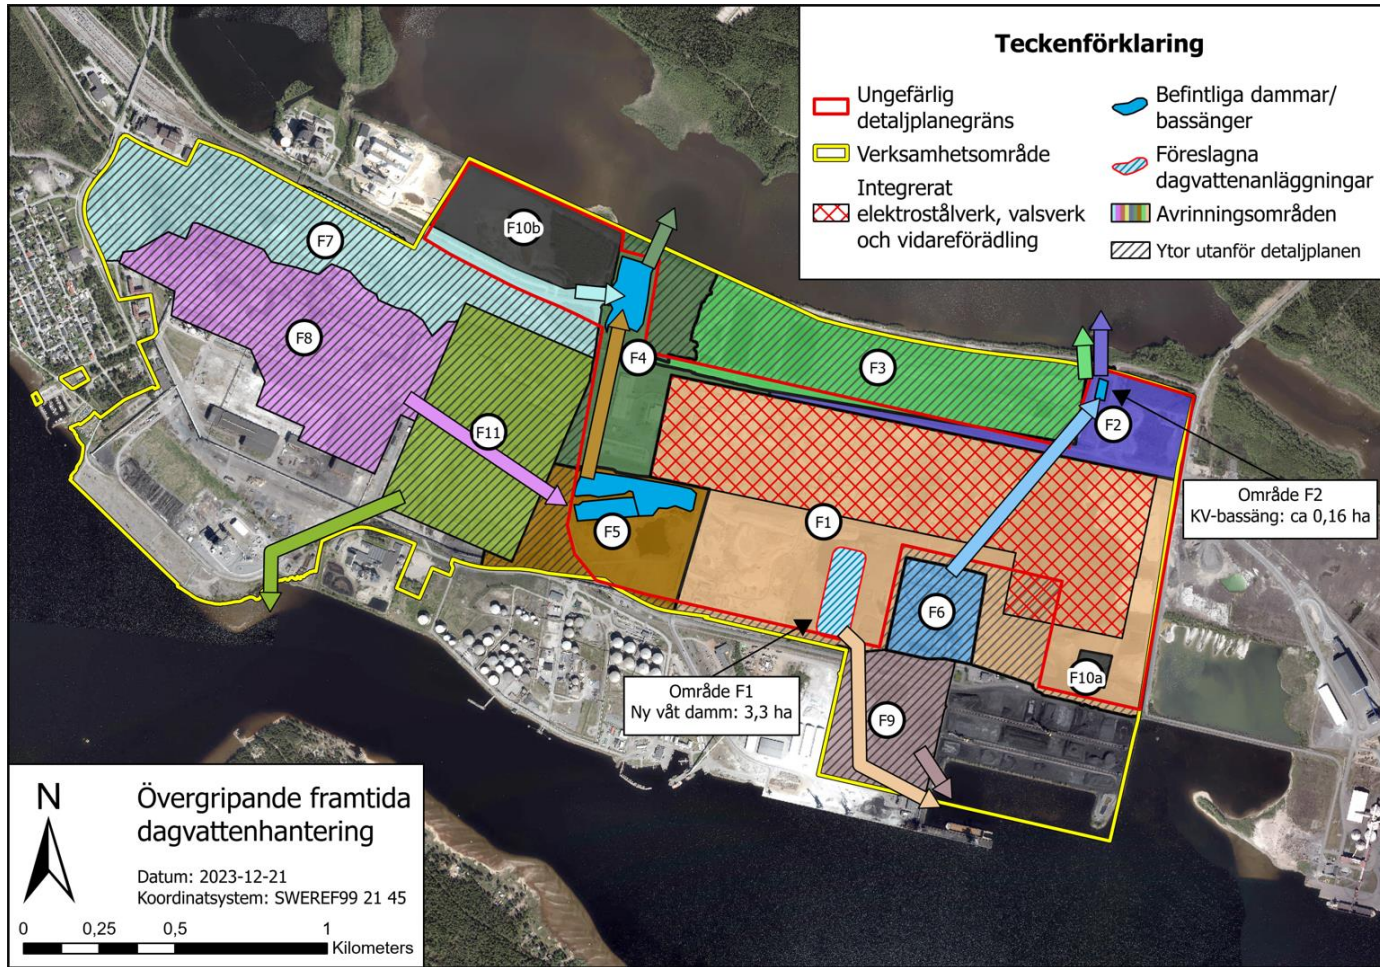 Teckenförklaring
Ungefärlig
detaljplanegräns
Verksamhetsområde
Integrerat
elektrostålverk, valsverk
och vidareförädling
Befintliga dammar/
bassänger
Föreslagna
dagvattenanläggningar
Avrinningsområden
Ytor utanför detaljplanen
F10b
F7
F8
F4
F3
F11
F2
F5
F1
F6
F10a
F9
Område F2
KV-bassäng: ca 0,16 ha
Område F1
Ny våt damm: 3,3 ha
N
Övergripande framtida
dagvattenhantering
Datum: 2023-12-21
Koordinatsystem: SWEREF99 21 45
0 0,25 0,5 1
Kilometers